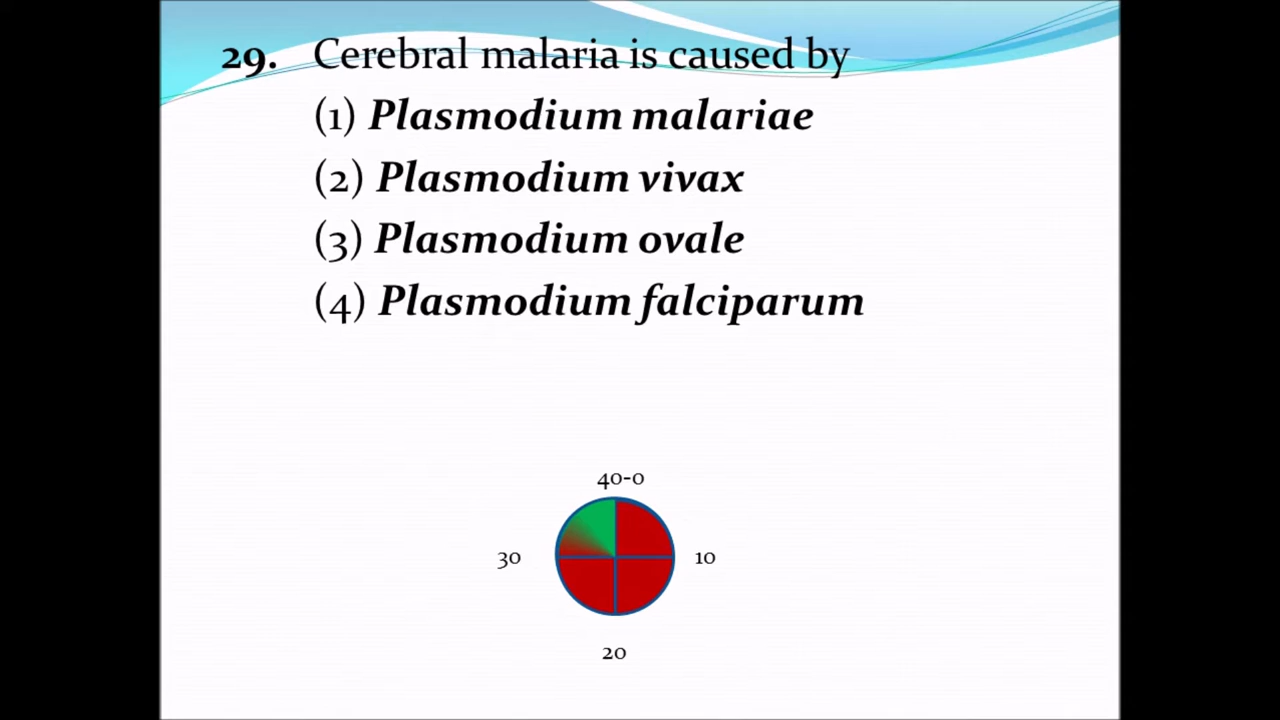 29. Cerebral malaria is caused by
(1) Plasmodium malariae
(2) Plasmodium vivax
(3) Plasmodium ovale
(4) Plasmodium falciparum
40-0
30
10
20